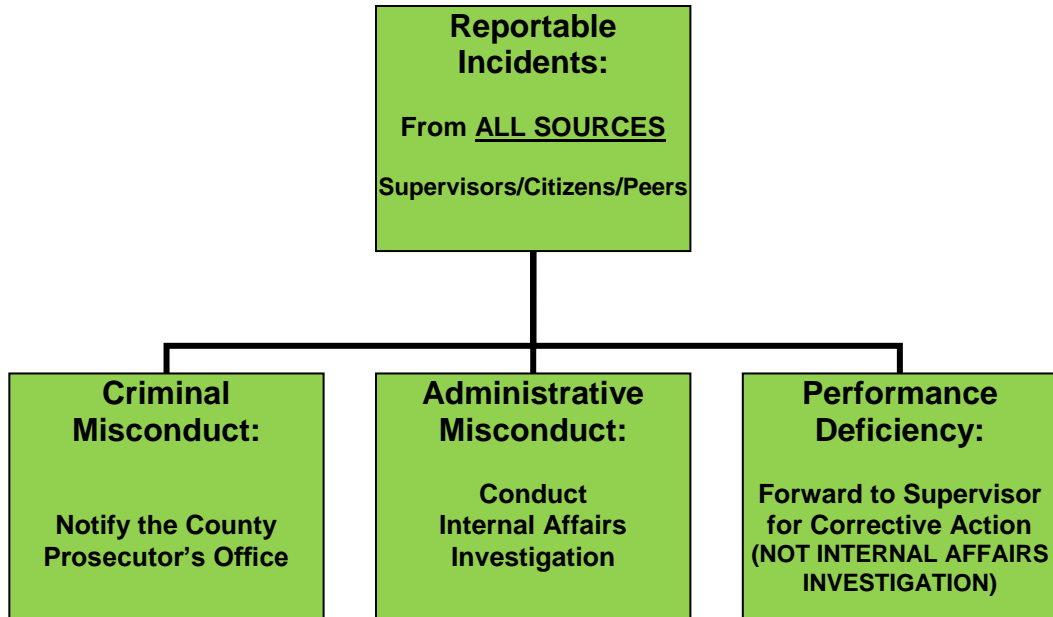 Reportable
Incidents:
From ALL SOURCES
Supervisors/Citizens/Peers
Criminal
Misconduct:
Notify the County
Prosecutor’s Office
Administrative
Misconduct:
Conduct
Internal Affairs
Investigation
Performance
Deficiency:
Forward to Supervisor
for Corrective Action
(NOT INTERNAL AFFAIRS
INVESTIGATION)